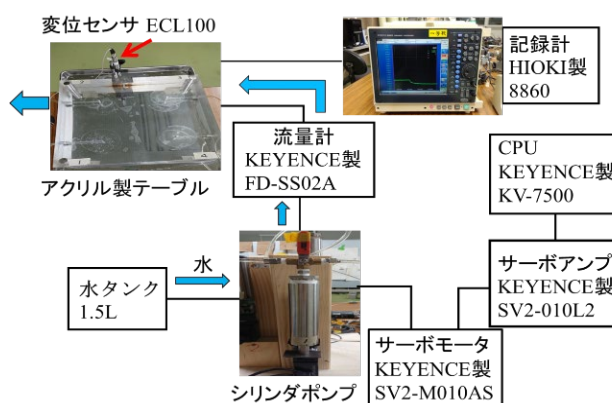 変位センサ ECL100
記録計
HIOKI製
8860
アクリル製テーブル
流量計
KEYENCE製
FD-SS02A
CPU
KEYENCE製
KV-7500
水
水タンク
1.5L
サーボアンプ
KEYENCE製
SV2-010L2
サーボモータ
KEYENCE製
SV2-M010AS
シリンダポンプ